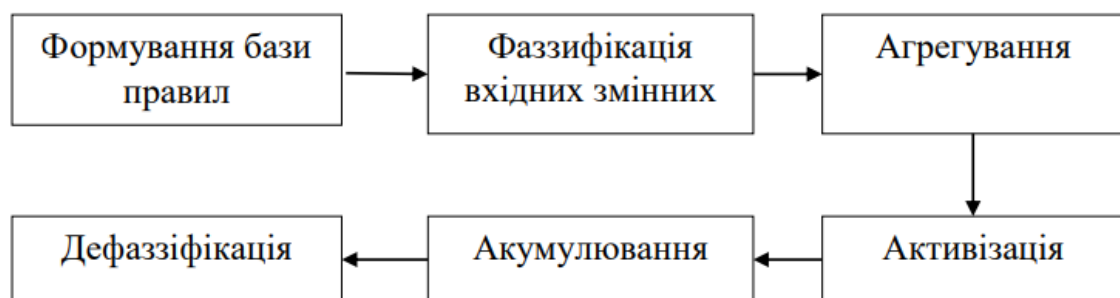 Формування бази
правил
Фаззифікація
вхідних змінних
Агрегування
Активізація
Акумулювання
Дефаззіфікація